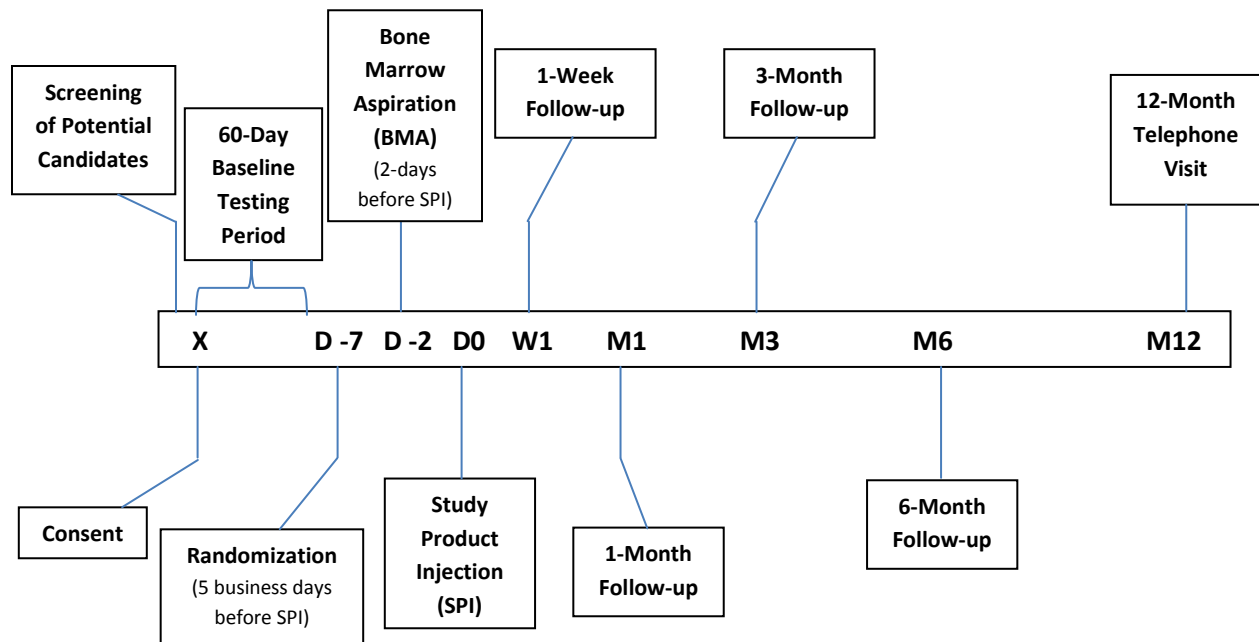 Screening
of Potential
Candidates
60-Day
Baseline
Testing
Period
Bone
Marrow
Aspiration
(BMA)
(2-days
before SPI)
1-Week
Follow-up
3-Month
Follow-up
12-Month
Telephone
Visit
X D -7 D -2 D0 W1 M1 M3 M6 M12
Consent
Randomization
(5 business days
before SPI)
Study
Product
Injection
(SPI)
1-Month
Follow-up
6-Month
Follow-up